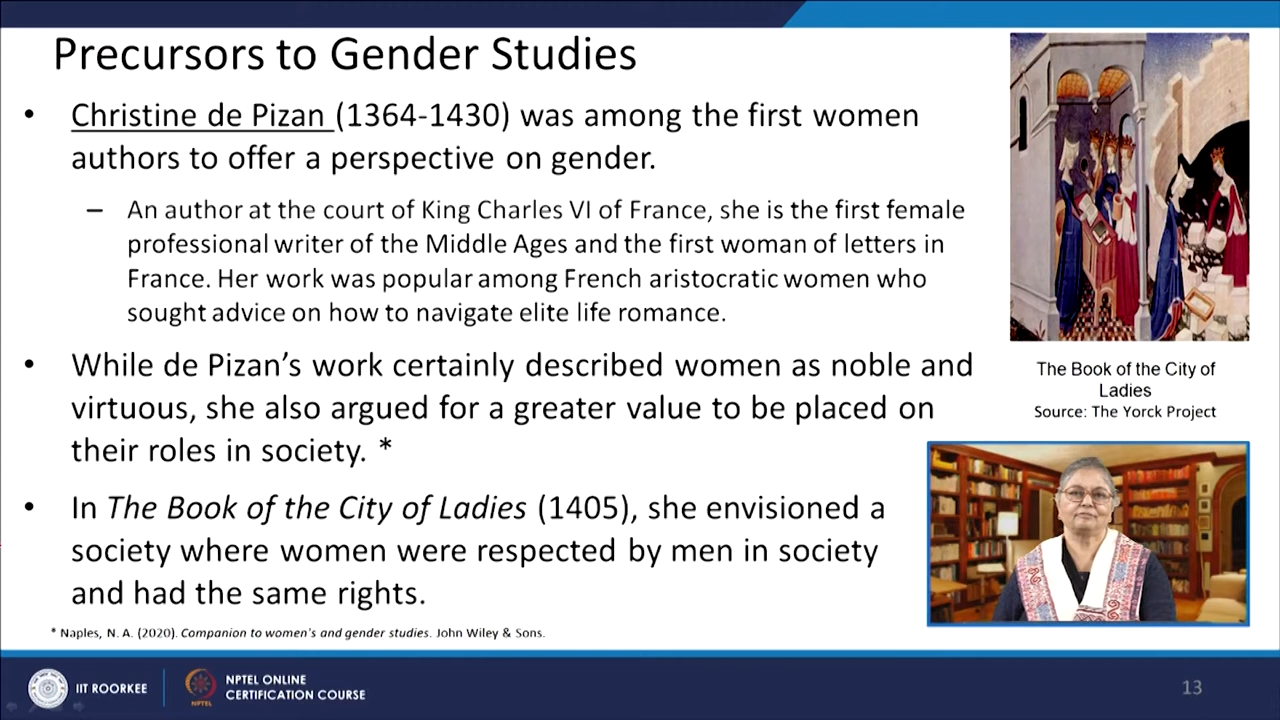 Precursors to Gender Studies
• Christine de Pizan (1364-1430) was among the first women
authors to offer a perspective on gender.
– An author at the court of King Charles VI of France, she is the first female
professional writer of the Middle Ages and the first woman of letters in
France. Her work was popular among French aristocratic women who
sought advice on how to navigate elite life romance.
• While de Pizan’s work certainly described women as noble and
virtuous, she also argued for a greater value to be placed on
their roles in society. *
• In The Book of the City of Ladies (1405), she envisioned a
society where women were respected by men in society
and had the same rights.
* Naples, N. A. (2020). Companion to women's and gender studies. John Wiley & Sons.
The Book of the City of
Ladies
Source: The Yorck Project
IIT ROORKEE
NPTEL
NPTEL ONLINE
CERTIFICATION COURSE
13